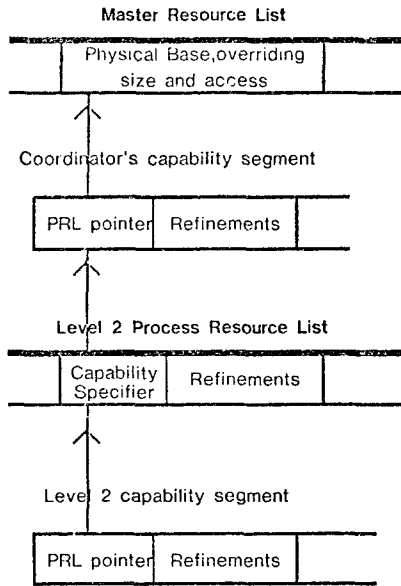 Master Resource List
Physical Base,overriding
size and access
Coordinator's capability segment
PRL pointer Refinements
Level 2 Process Resource List
Capability Specifier Refinements
Level 2 capability segment
PRL pointer Refinements